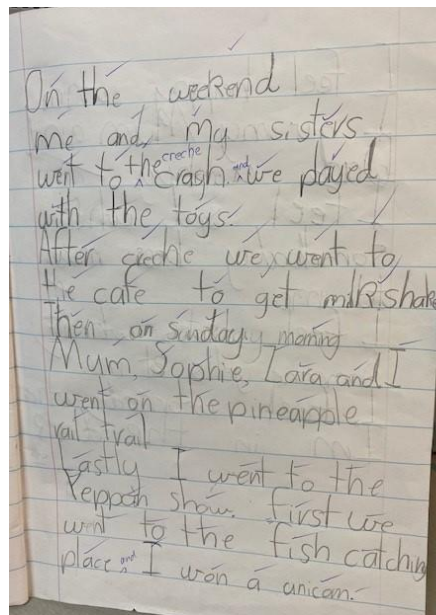 On the weekend
me and my sisters
went to the crash creche and we played
with the toys.
After creche we went to
the cafe to get milkshake
Then on Sunday morning
Mum, Sophie, Lara and I
went on the pineapple
rail trail
Lastly I went to the
Yeppoon show. first we
went to the fish catching
place and I won a unicorn.